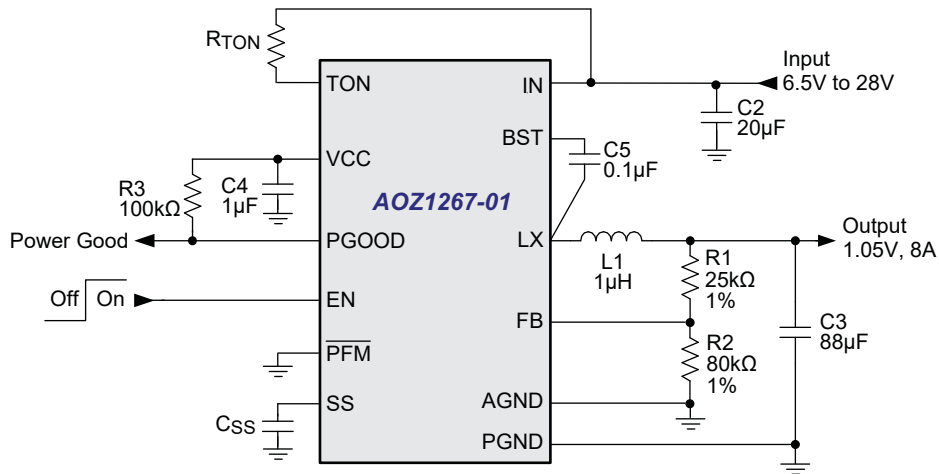 RTON
TON
IN
Input
6.5V to 28V
C2
20µF
BST
C5
0.1µF
VCC
R3
100kΩ
C4
1µF
AOZ1267-01
Power Good
PGOOD
LX
L1
1µH
Output
1.05V, 8A
R1
25kΩ
1%
Off
On
EN
FB
C3
88µF
PFM
R2
80kΩ
1%
SS
CSS
AGND
PGND